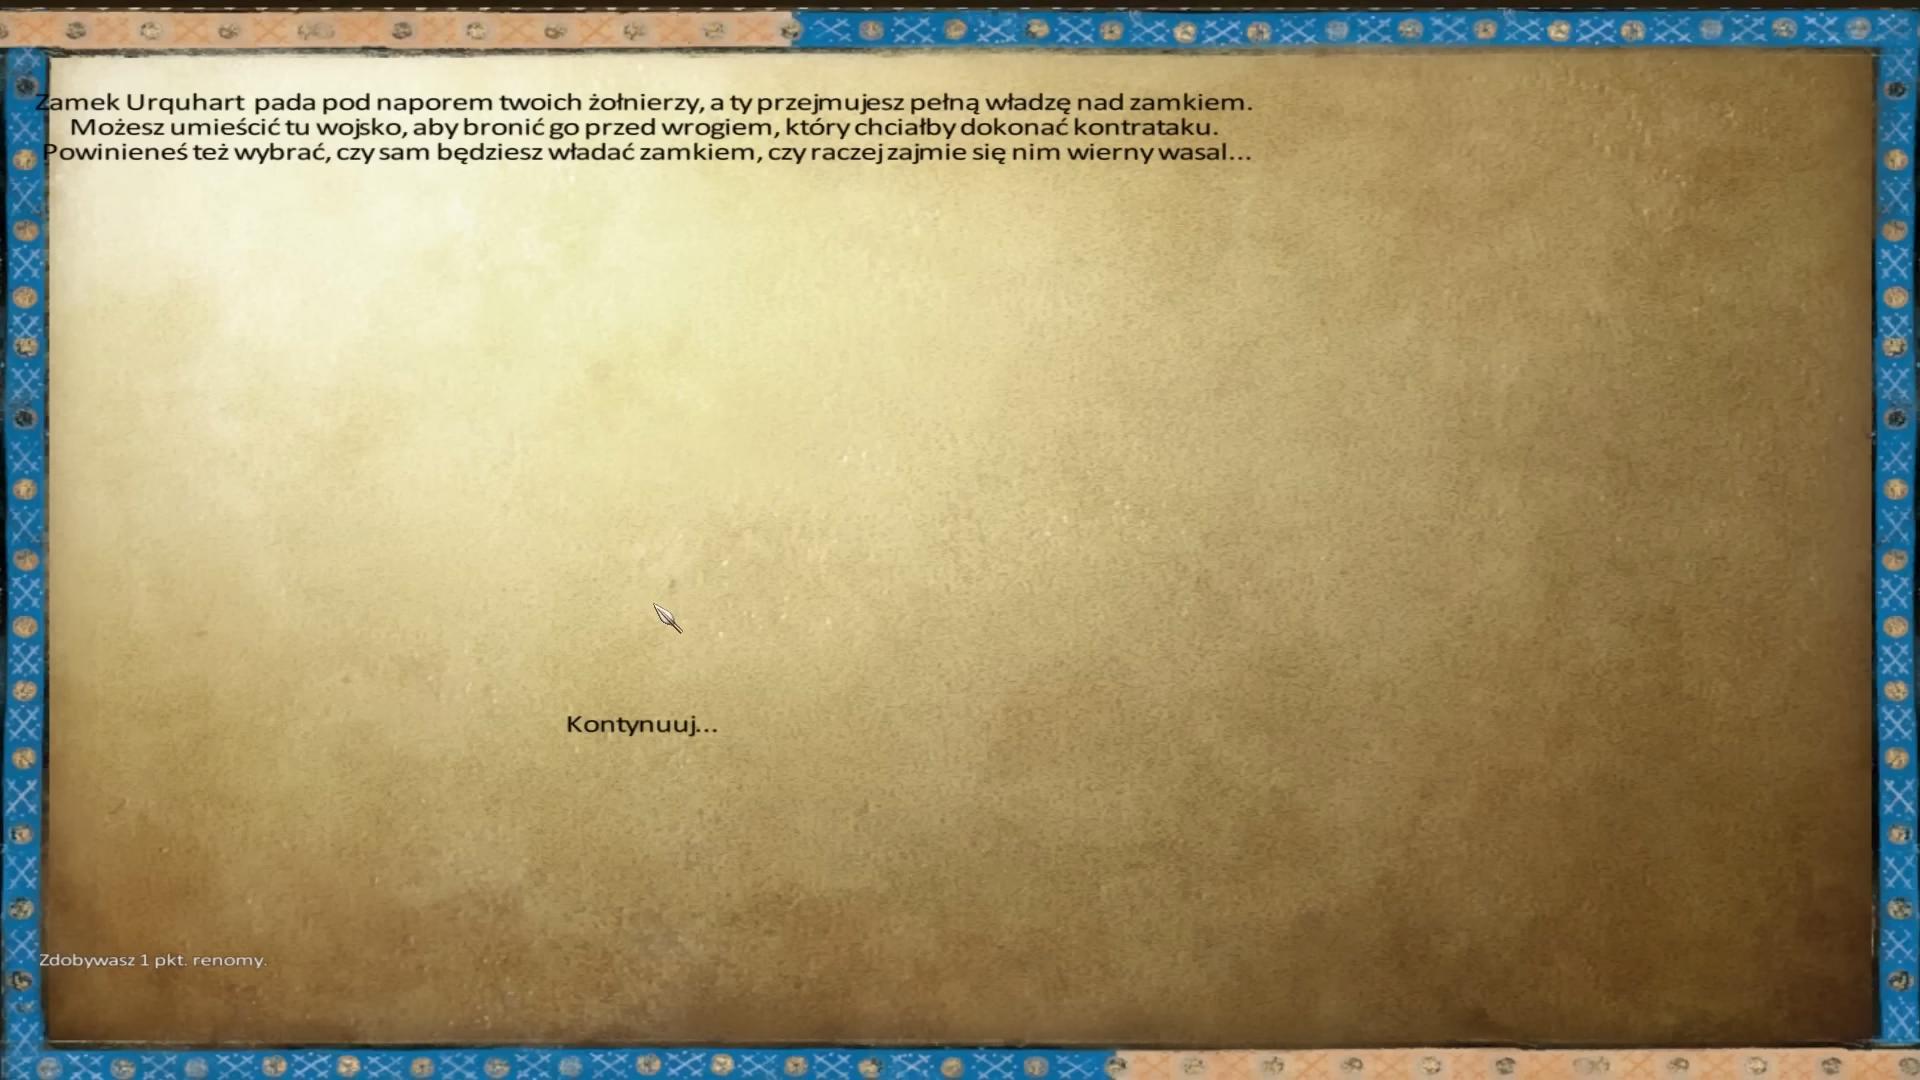 Zamek Urquhart pada pod naporem twoich żołnierzy, a ty przejmujesz pełną władzę nad zamkiem.
Możesz umieścić tu wojsko, aby bronić go przed wrogiem, który chciałby dokonać kontrataku.
Powinieneś też wybrać, czy sam będziesz władać zamkiem, czy raczej zajmie się nim wierny wasal...
Kontynuuj...
Zdobywasz 1 pkt. renomy.